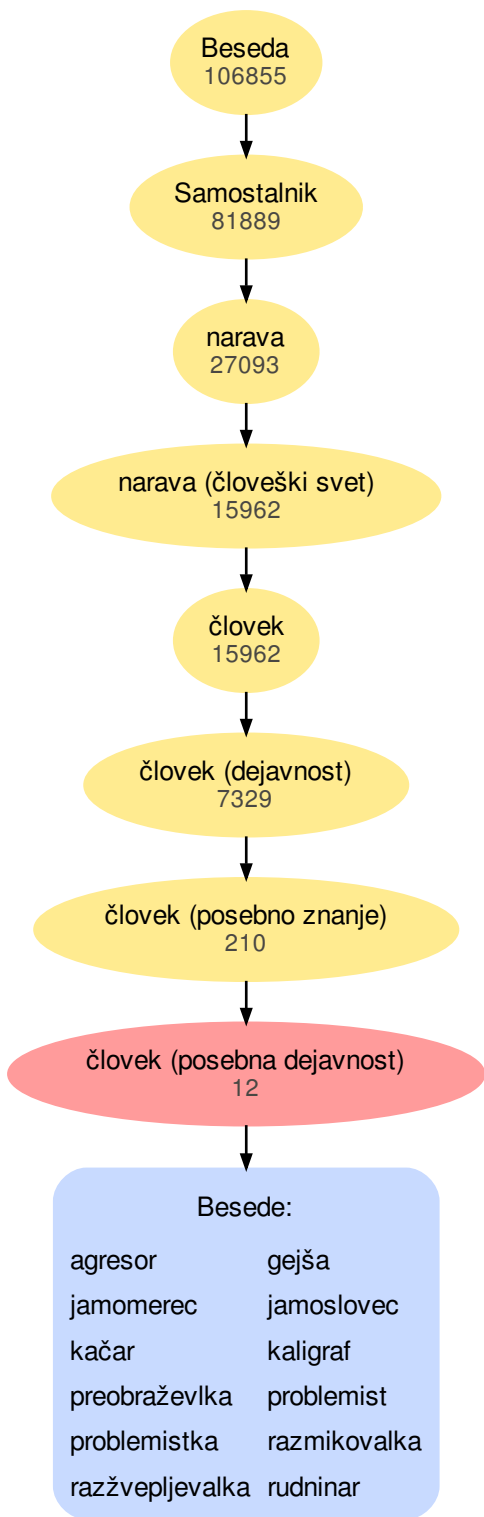 Beseda
106855
Samostalnik
81889
narava
27093
narava (človeški svet)
15962
človek
15962
človek (dejavnost)
7329
človek (posebno znanje)
210
človek (posebna dejavnost)
12
Besede:
agresor gejša
jamomerec jamoslovec
kačar kaligraf
preobraževlka problemist
problemistka razmikovalka
razžvepljevalka rudninar